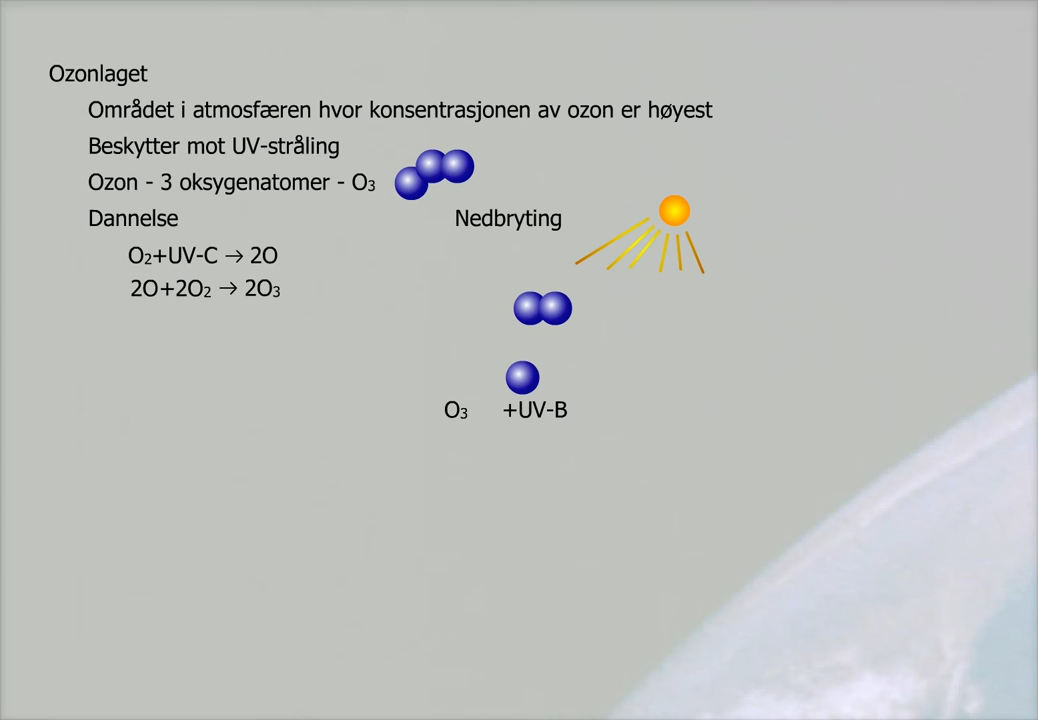 Ozonlaget
Området i atmosfæren hvor konsentrasjonen av ozon er høyest
Beskytter mot UV-stråling
Ozon - 3 oksygenatomer - O₃
Dannelse
O₂+UV-C → 2O
2O+2O₂ → 2O₃
Nedbryting
O₃ +UV-B